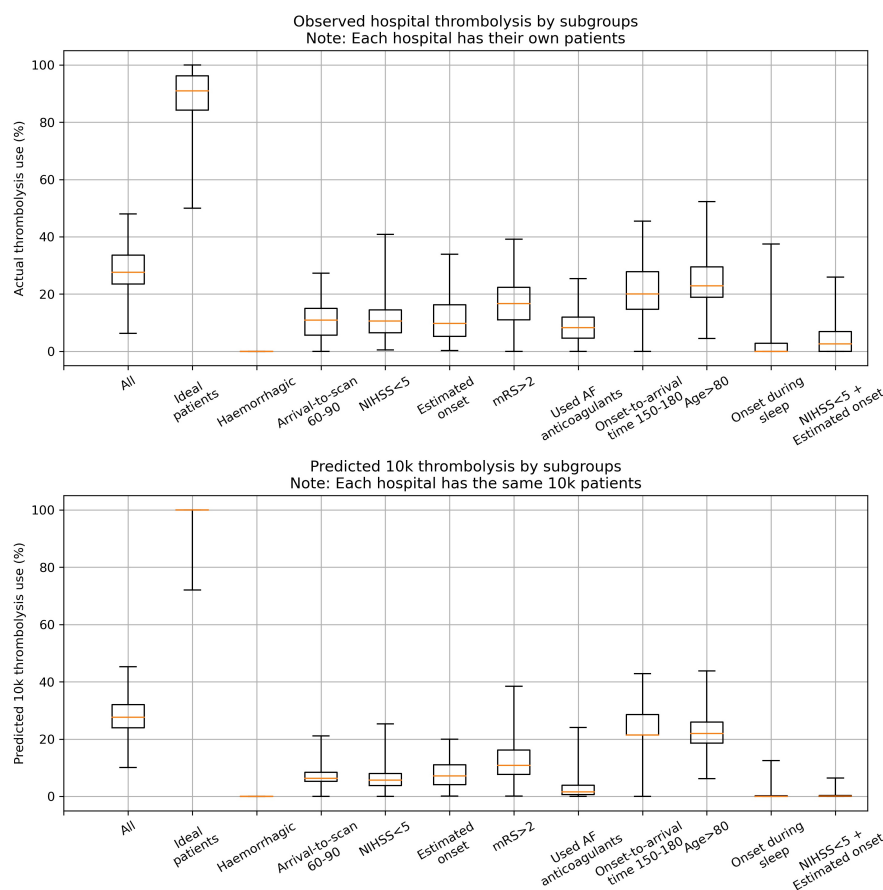 Observed hospital thrombolysis by subgroups
Note: Each hospital has their own patients
Actual thrombolysis use (%)
100
80
60
40
20
0
All
Ideal
patients
Haemorrhagic
Arrival-to-scan
60-90
NIHSS<5
Estimated
onset
mRS>2
Used AF
anticoagulants
Onset-to-arrival
time 150-180
Age>80
Onset during
sleep
NIHSS<5 +
Estimated onset
Predicted 10k thrombolysis by subgroups
Note: Each hospital has the same 10k patients
Predicted 10k thrombolysis use (%)
100
80
60
40
20
0
All
Ideal
patients
Haemorrhagic
Arrival-to-scan
60-90
NIHSS<5
Estimated
onset
mRS>2
Used AF
anticoagulants
Onset-to-arrival
time 150-180
Age>80
Onset during
sleep
NIHSS<5 +
Estimated onset